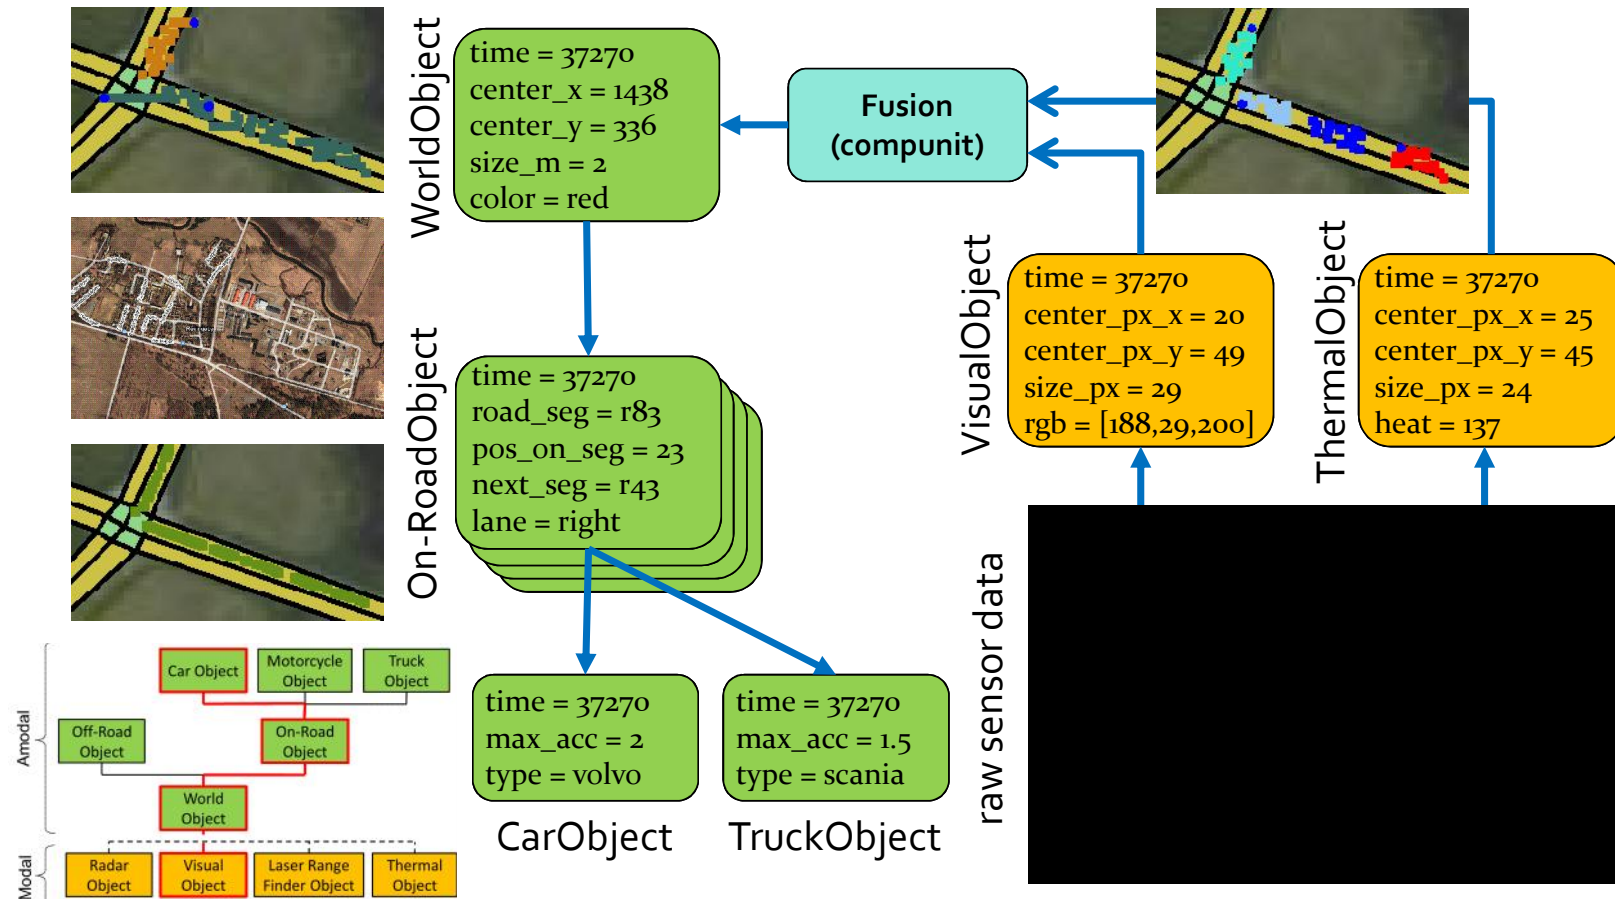 WorldObject
time = 37270
center_x = 1438
center_y = 336
size_m = 2
color = red
Fusion
(compunit)
VisualObject
time = 37270
center_px_x = 20
center_px_y = 49
size_px = 29
rgb = [188,29,200]
ThermalObject
time = 37270
center_px_x = 25
center_px_y = 45
size_px = 24
heat = 137
On-RoadObject
time = 37270
road_seg = r83
pos_on_seg = 23
next_seg = r43
lane = right
raw sensor data
time = 37270
max_acc = 2
type = volvo
CarObject
time = 37270
max_acc = 1.5
type = scania
TruckObject
Amodal
Car Object
Motorcycle
Object
Truck
Object
Off-Road
Object
On-Road
Object
World
Object
Modal
Radar
Object
Visual
Object
Laser Range
Finder Object
Thermal
Object